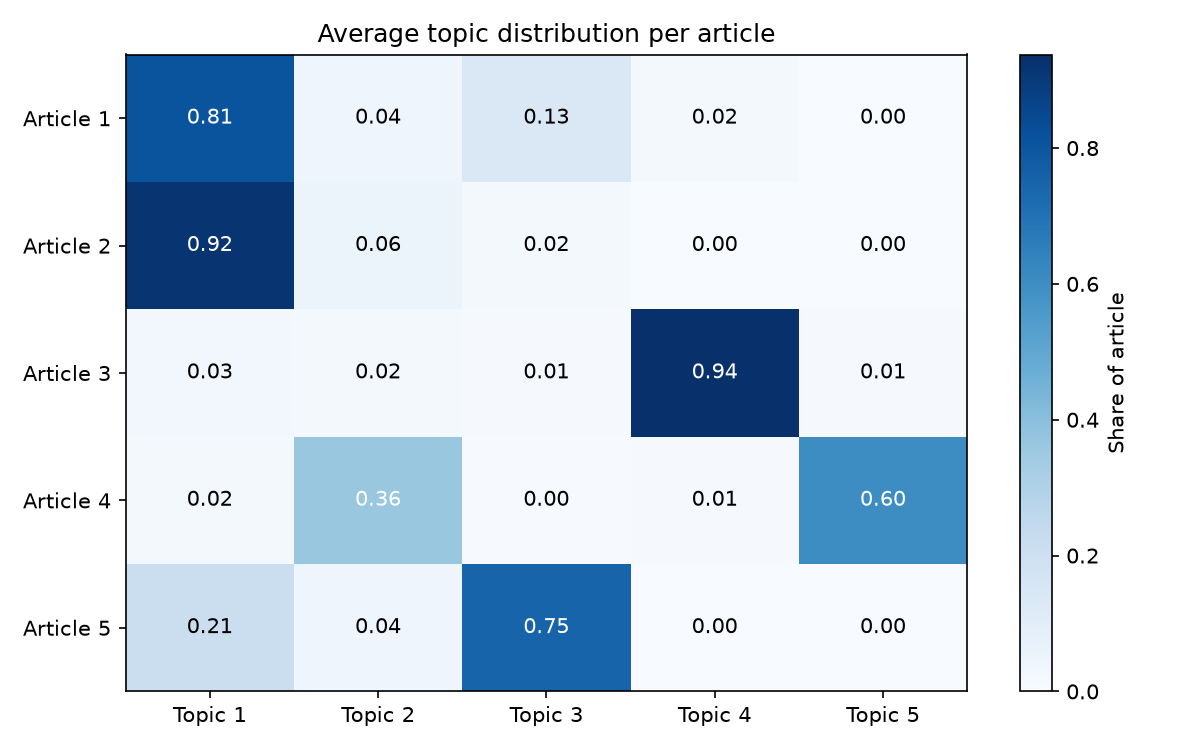 Average topic distribution per article
Article 1 0.81 0.04 0.13 0.02 0.00
Article 2 0.92 0.06 0.02 0.00 0.00
Article 3 0.03 0.02 0.01 0.94 0.01
Article 4 0.02 0.36 0.00 0.01 0.60
Article 5 0.21 0.04 0.75 0.00 0.00
Topic 1 Topic 2 Topic 3 Topic 4 Topic 5
0.8
0.6
0.4
0.2
0.0
Share of article